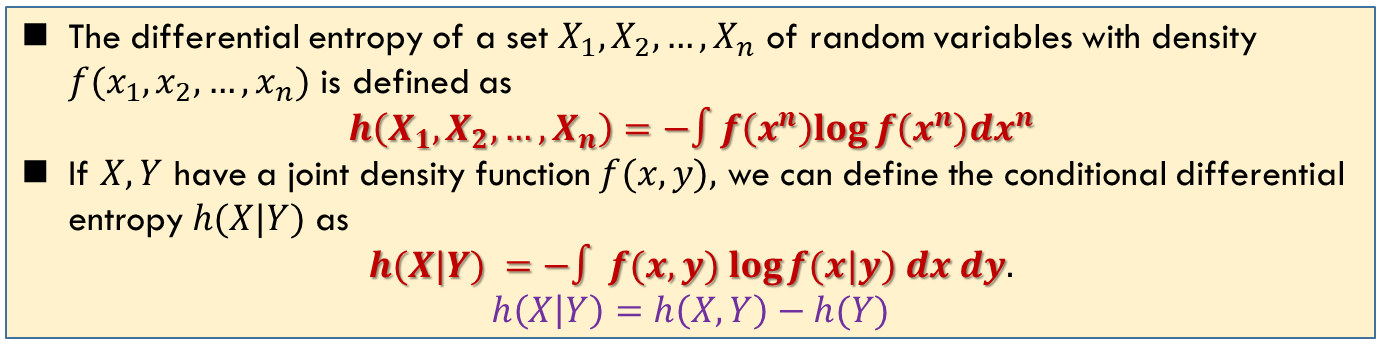 ■ The differential entropy of a set 𝑋₁, 𝑋₂, …, 𝑋ₙ of random variables with density
𝑓(𝑥₁, 𝑥₂, …, 𝑥ₙ) is defined as
𝒉(𝑿₁, 𝑿₂, …, 𝑿ₙ) = −∫ 𝒇(𝒙ⁿ)𝐥𝐨𝐠 𝒇(𝒙ⁿ)𝒅𝒙ⁿ
■ If 𝑋, 𝑌 have a joint density function 𝑓(𝑥, 𝑦), we can define the conditional differential
entropy ℎ(𝑋|𝑌) as
𝒉(𝑿|𝒀) = −∫ 𝒇(𝒙, 𝒚) 𝐥𝐨𝐠 𝒇(𝒙|𝒚) 𝒅𝒙 𝒅𝒚.
ℎ(𝑋|𝑌) = ℎ(𝑋, 𝑌) − ℎ(𝑌)